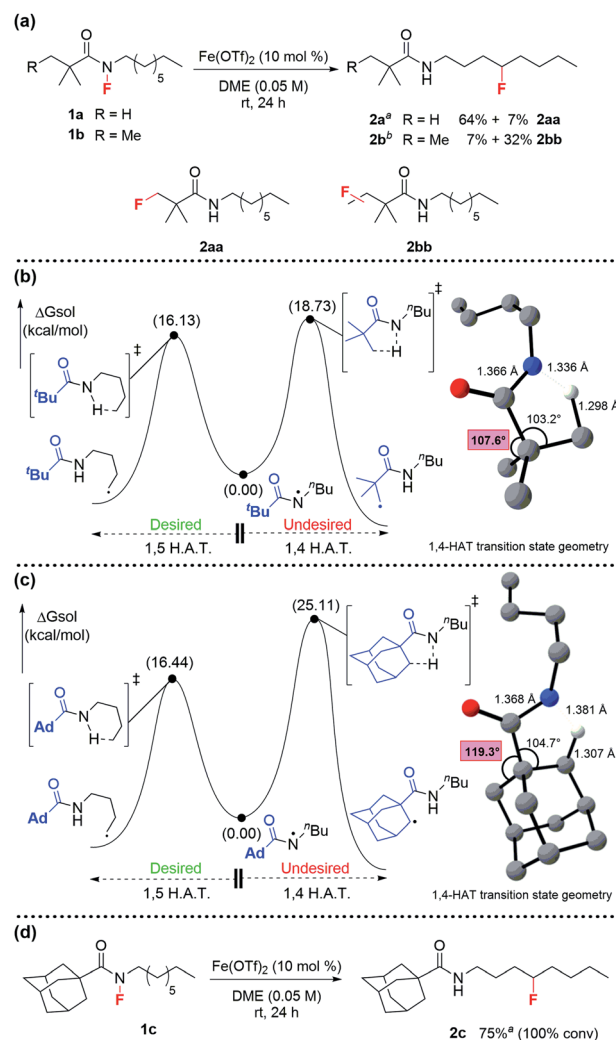 (a)
O
R
N
F
5
1a R = H
1b R = Me
Fe(OTf)2 (10 mol %)
DME (0.05 M)
rt, 24 h
O
R
N
H
F
2aᵃ R = H 64% + 7% 2aa
2bᵇ R = Me 7% + 32% 2bb
O
F
N
H
5
2aa
O
F
N
H
5
2bb
(b)
ΔGsol
(kcal/mol)
(16.13)
(18.73)
‡
O
ᵗBu
N
H
‡
O
N
ⁿBu
H
O
ᵗBu
NH
(0.00)
O
ᵗBu
N
ⁿBu
O
ⁿBu
NH
Desired
Undesired
1,5 H.A.T.
1,4 H.A.T.
1.366 Å
1.336 Å
1.298 Å
103.2°
107.6°
1,4-HAT transition state geometry
(c)
ΔGsol
(kcal/mol)
(16.44)
(25.11)
‡
O
Ad
N
H
‡
O
N
ⁿBu
H
O
Ad
NH
(0.00)
O
Ad
N
ⁿBu
O
ⁿBu
NH
Desired
Undesired
1,5 H.A.T.
1,4 H.A.T.
1.368 Å
1.381 Å
1.307 Å
104.7°
119.3°
1,4-HAT transition state geometry
(d)
O
N
F
5
1c
Fe(OTf)2 (10 mol %)
DME (0.05 M)
rt, 24 h
O
N
H
F
2c 75%ᵃ (100% conv)